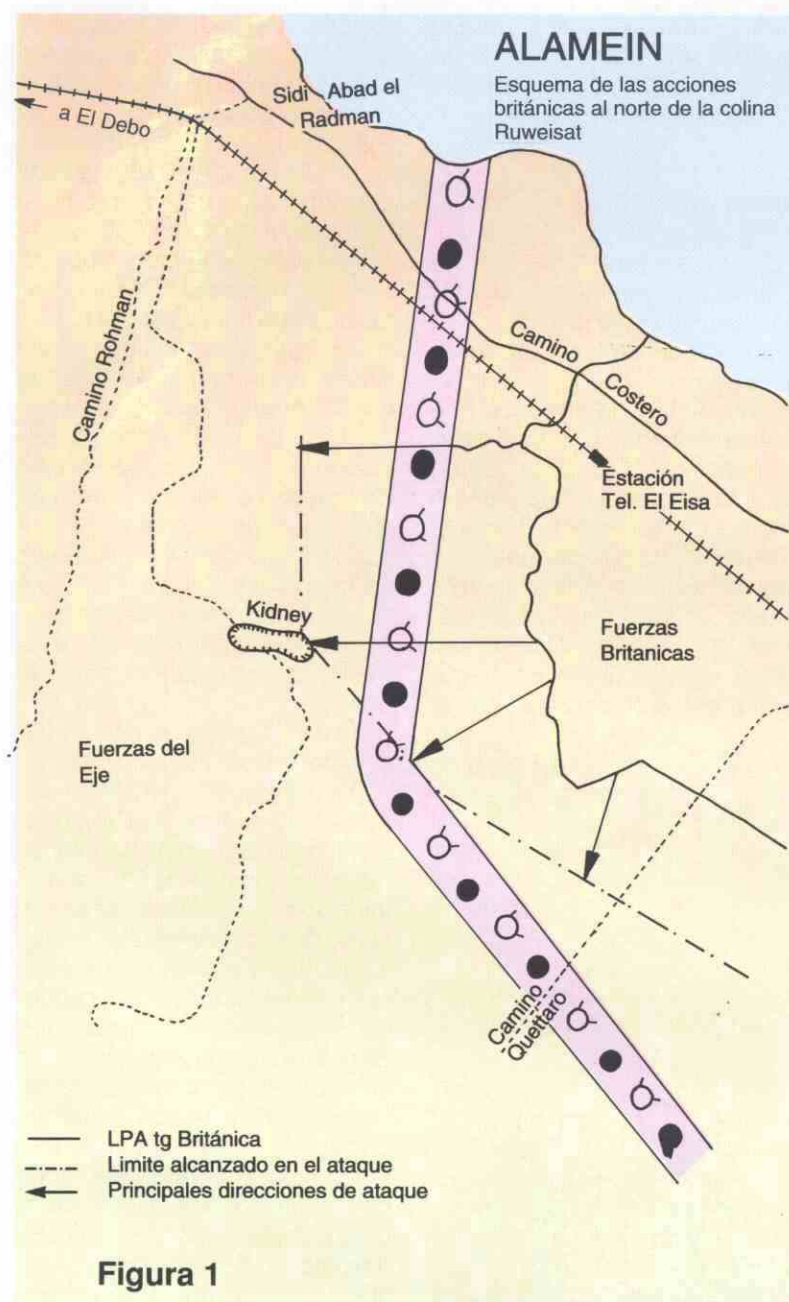 ALAMEIN
Esquema de las acciones
británicas al norte de la colina
Ruweisat
Sidi Abad el
Radman
a El Debo
Camino Rohman
Camino
Costero
Estación
Tel. El Eisa
Kidney
Fuerzas
Britanicas
Fuerzas del
Eje
Camino
Quettaro
LPA tg Británica
Limite alcanzado en el ataque
Principales direcciones de ataque
Figura 1